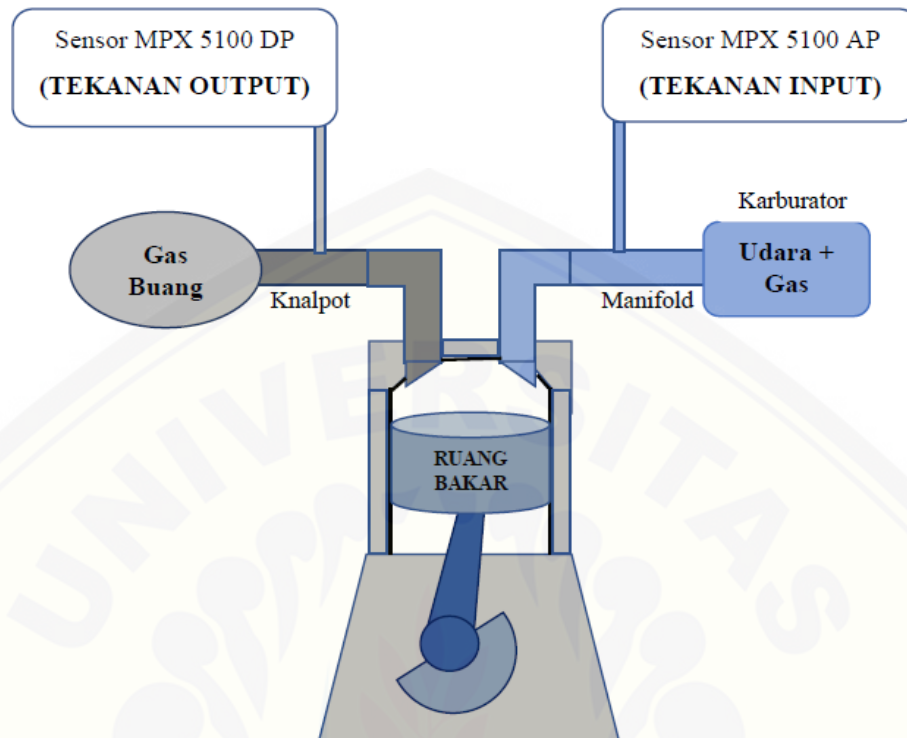 Sensor MPX 5100 DP
(TEKANAN OUTPUT)
Sensor MPX 5100 AP
(TEKANAN INPUT)
Karburator
Gas
Buang
Udara +
Gas
Knalpot
Manifold
RUANG
BAKAR
UNIVERSITAS